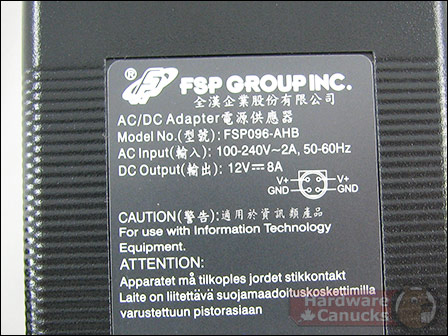 ® FSP GROUP INC.
全漢企業股份有限公司
AC/DC Adapter電源供應器
Model No.(型號): FSP096-AHB
AC Input(輸入): 100-240V~2A, 50-60Hz
DC Output(輸出): 12V⎓8A
V+ V+
GND GND
CAUTION(警告): 適用於資訊類產品
For use with Information Technology
Equipment.
ATTENTION:
Apparatet må tilkoples jordet stikkontakt
Laite on liitettävä suojamaadoituskoskettimilla
varustettuun pistorasiaan
Hardware
Canucks